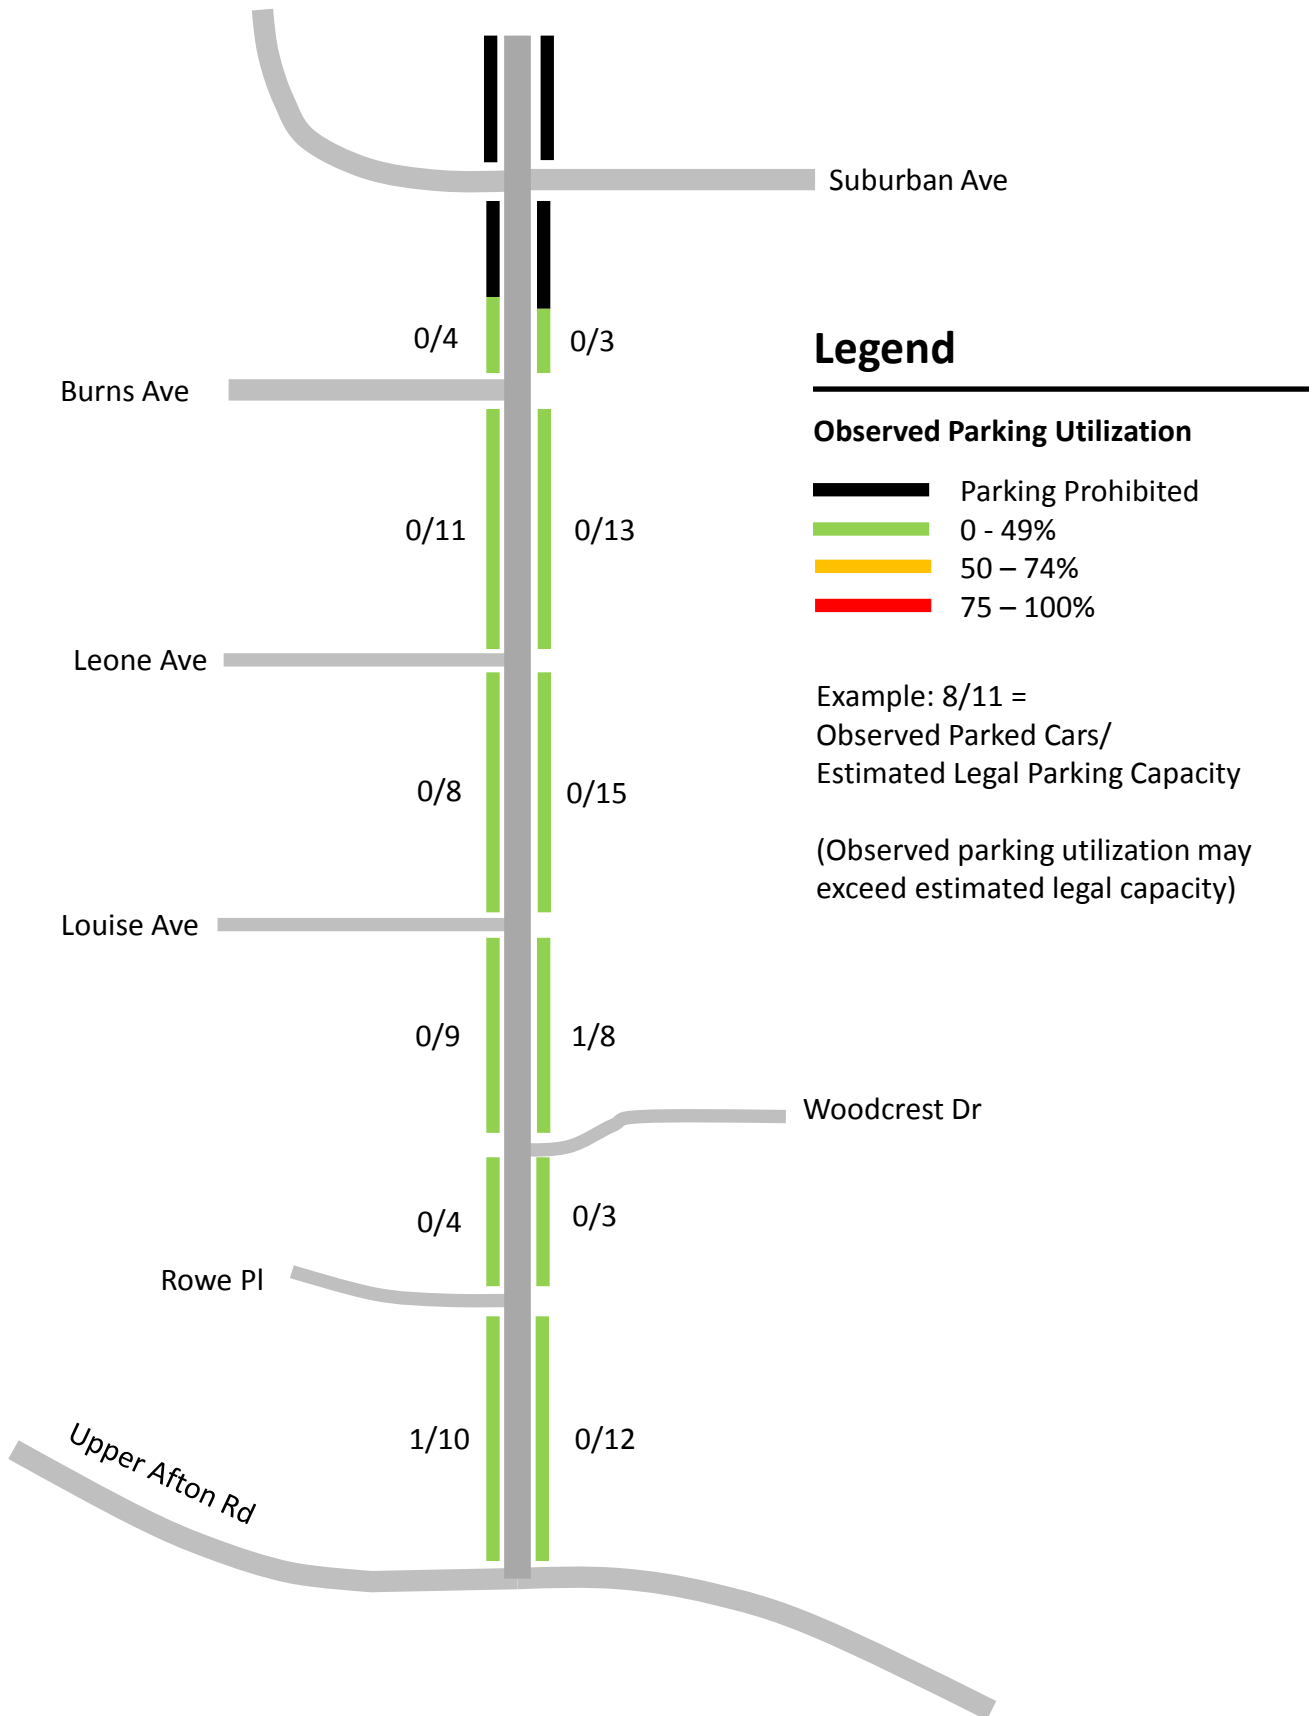 Suburban Ave
0/4
0/3
Legend
Burns Ave
Observed Parking Utilization
Parking Prohibited
0 - 49%
50 – 74%
75 – 100%
0/11
0/13
Leone Ave
Example: 8/11 =
Observed Parked Cars/
Estimated Legal Parking Capacity
0/8
0/15
(Observed parking utilization may
exceed estimated legal capacity)
Louise Ave
0/9
1/8
Woodcrest Dr
0/4
0/3
Rowe Pl
1/10
0/12
Upper Afton Rd